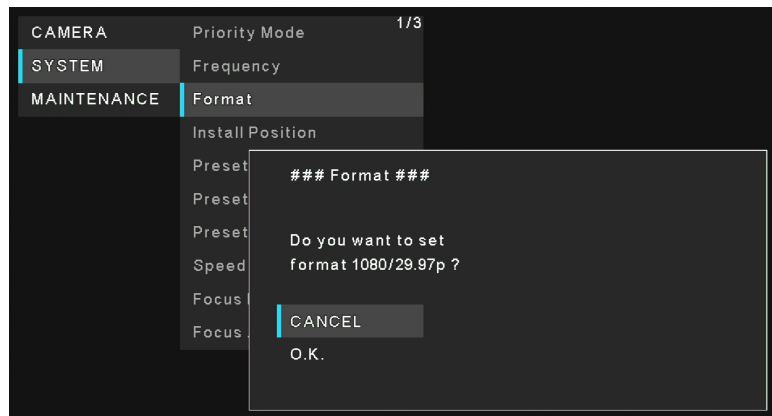 1/3
CAMERA
SYSTEM
MAINTENANCE
Priority Mode
Frequency
Format
Install Position
Preset
Preset
Preset
Speed
Focus
Focus
### Format ###
Do you want to set
format 1080/29.97p ?
CANCEL
O.K.